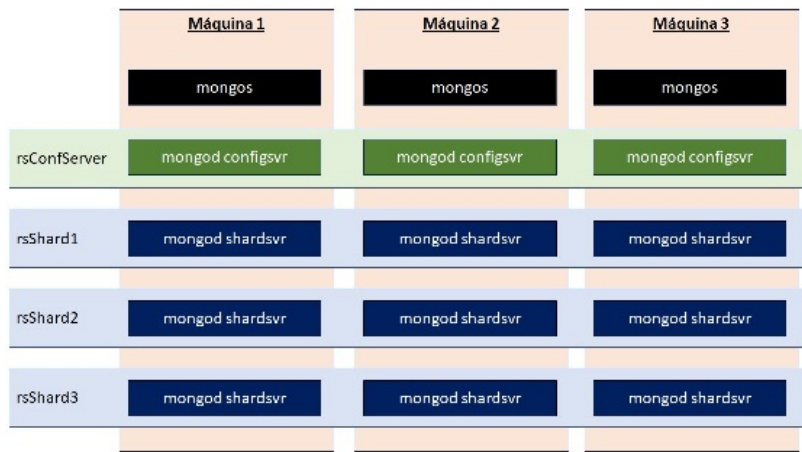 Máquina 1 Máquina 2 Máquina 3
mongos mongos mongos
rsConfServer mongod configsvr mongod configsvr mongod configsvr
rsShard1 mongod shardsvr mongod shardsvr mongod shardsvr
rsShard2 mongod shardsvr mongod shardsvr mongod shardsvr
rsShard3 mongod shardsvr mongod shardsvr mongod shardsvr